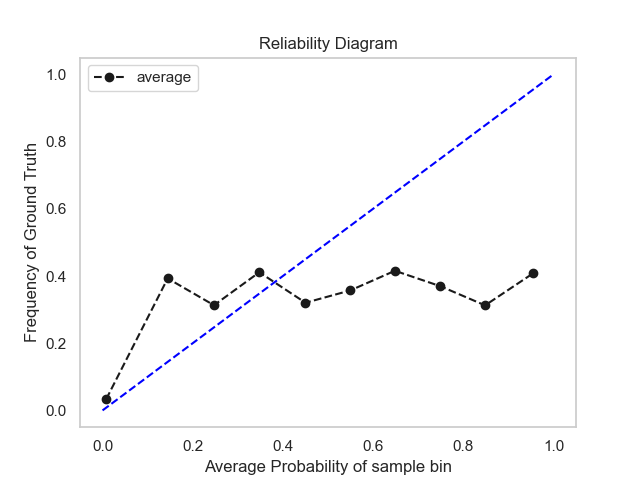 Reliability Diagram
average
1.0
0.8
0.6
0.4
0.2
0.0
Frequency of Ground Truth
0.0 0.2 0.4 0.6 0.8 1.0
Average Probability of sample bin